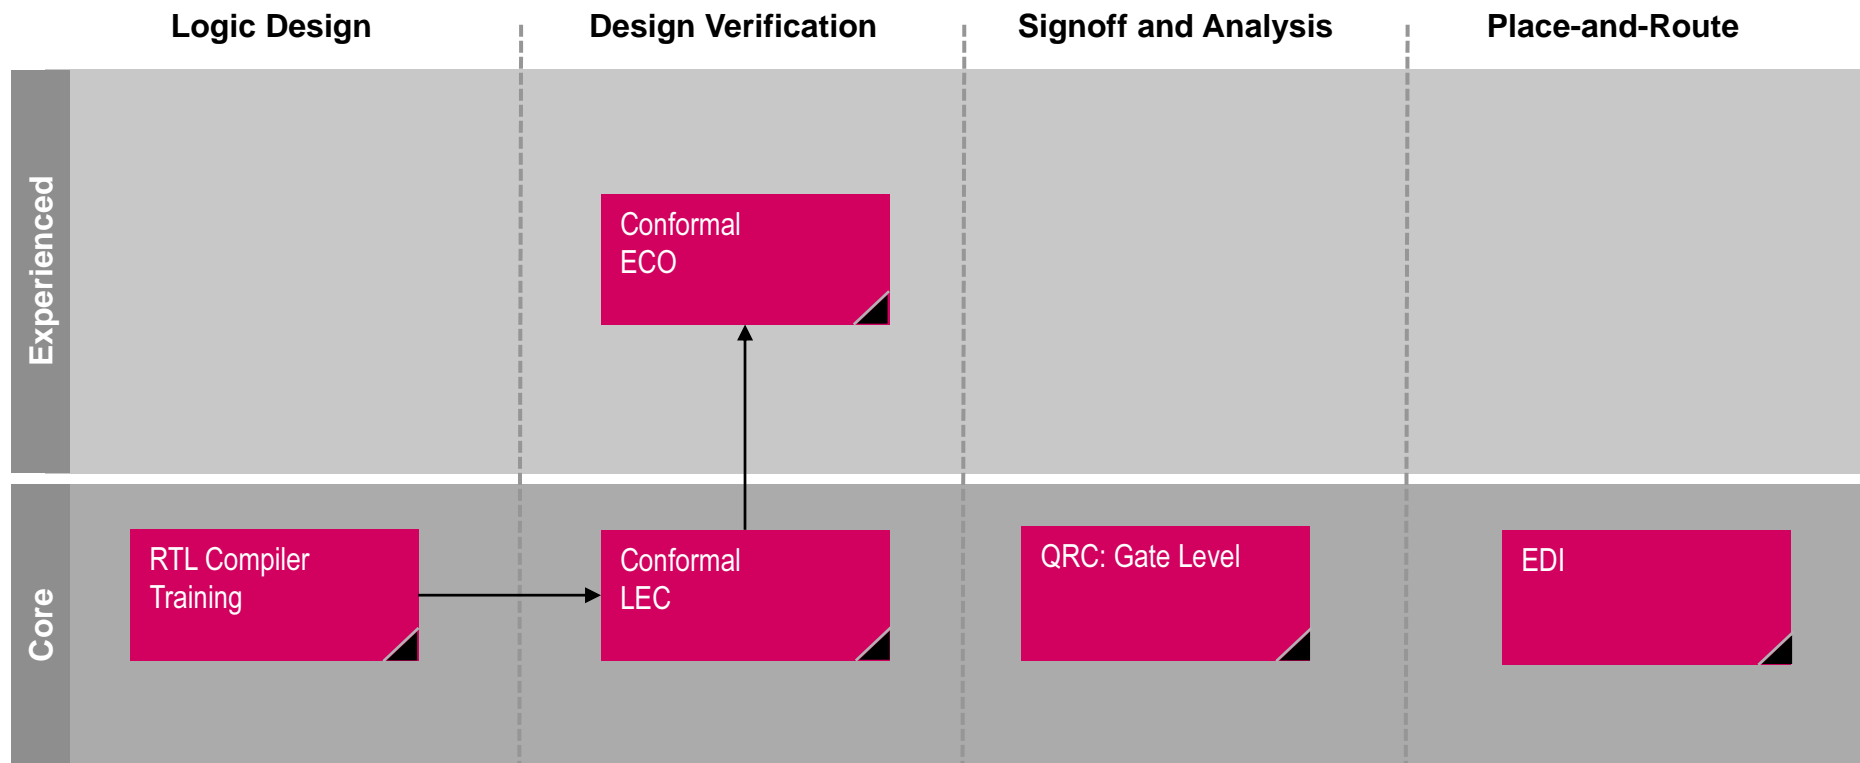 Logic Design
Design Verification
Signoff and Analysis
Place-and-Route
Experienced
Conformal
ECO
Core
RTL Compiler
Training
Conformal
LEC
QRC: Gate Level
EDI